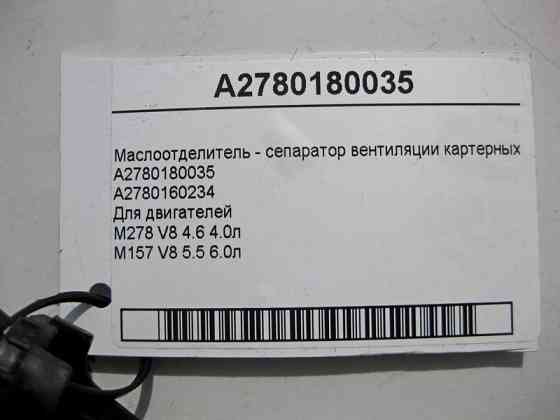 A2780180035
Маслоотделитель - сепаратор вентиляции картерных
A2780180035
A2780160234
Для двигателей
M278 V8 4.6 4.0л
M157 V8 5.5 6.0л